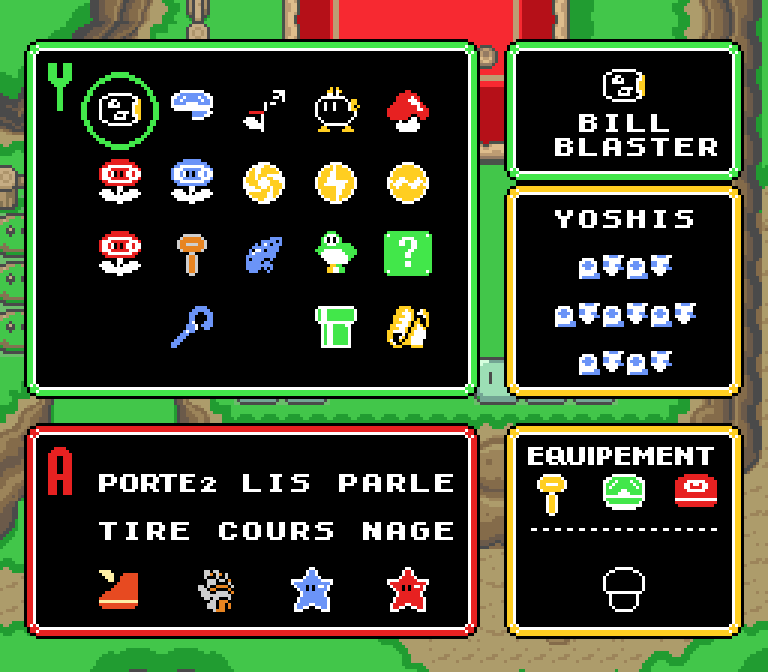 Y
BILL
BLASTER
YOSHIS
?
A
PORTE2 LIS PARLE
TIRE COURS NAGE
EQUIPEMENT